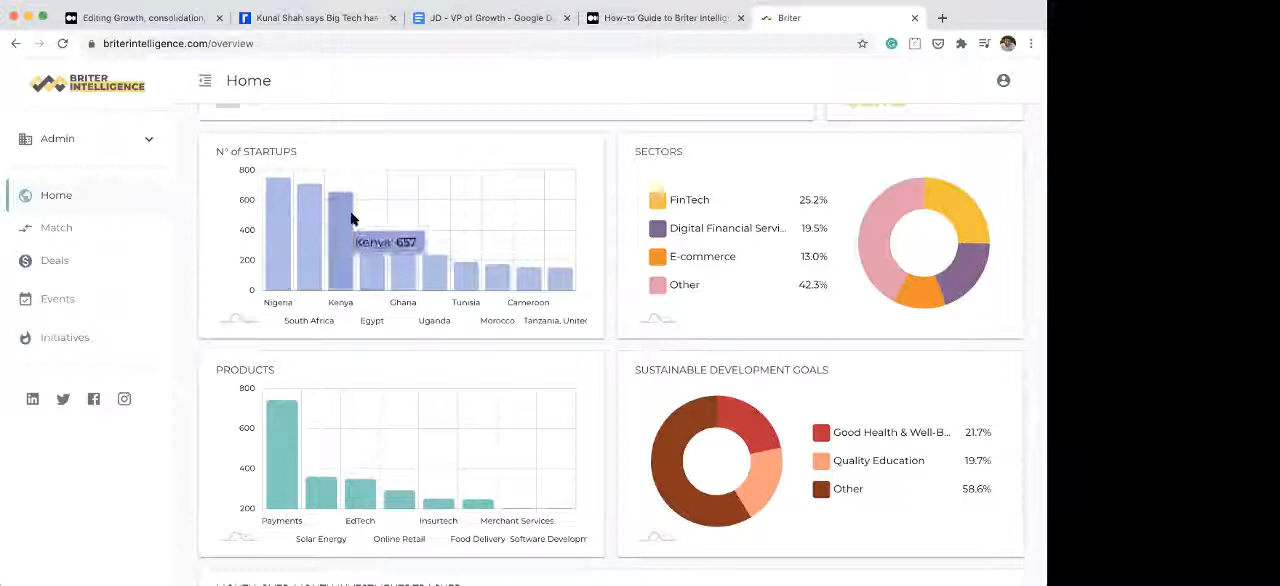 Editing Growth, consolidation,
Kunal Shah says Big Tech has
JD - VP of Growth - Google D
How-to Guide to Briter Intellig
Briter
briterintelligence.com/overview
BRITER
INTELLIGENCE
Home
Admin
Home
Match
Deals
Events
Initiatives
N° of STARTUPS
800
600
400
200
0
Kenya: 657
Nigeria
Kenya
Ghana
Tunisia
Cameroon
South Africa
Egypt
Uganda
Morocco
Tanzania, United
SECTORS
FinTech 25.2%
Digital Financial Servi... 19.5%
E-commerce 13.0%
Other 42.3%
PRODUCTS
800
600
400
200
Payments
EdTech
Insurtech
Merchant Services
Solar Energy
Online Retail
Food Delivery
Software Developm
SUSTAINABLE DEVELOPMENT GOALS
Good Health & Well-B... 21.7%
Quality Education 19.7%
Other 58.6%